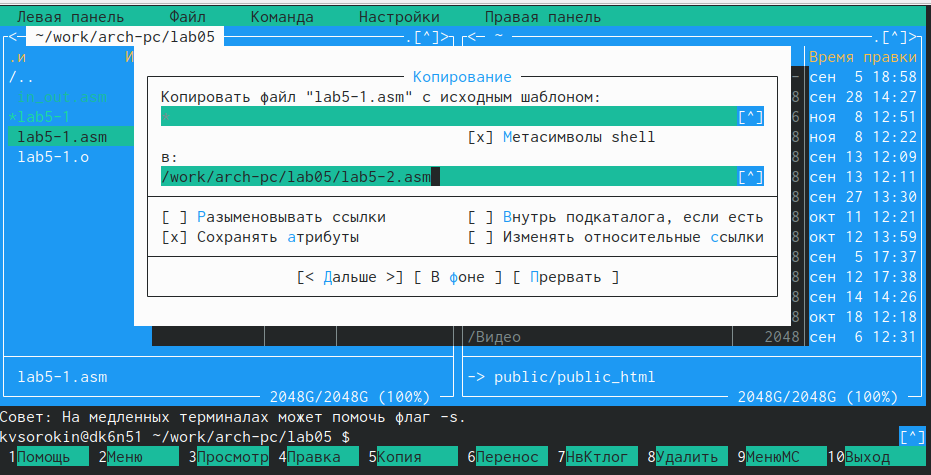 Левая панель Файл Команда Настройки Правая панель
<─ ~/work/arch-pc/lab05 .[^]> <─ ~ .[^]>
.и И Время правки
/.. сен 5 18:58
in_out.asm 8 сен 28 14:27
*lab5-1 6 ноя 8 12:51
lab5-1.asm 8 ноя 8 12:22
lab5-1.o 8 сен 13 12:09
8 сен 13 12:11
8 сен 27 13:30
8 окт 11 12:21
8 окт 12 13:59
8 сен 5 17:37
8 сен 12 17:38
8 сен 14 14:26
8 окт 18 12:18
/Видео 2048 сен 6 12:31
Копирование
Копировать файл "lab5-1.asm" с исходным шаблоном:
* [^]
[x] Метасимволы shell
в:
/work/arch-pc/lab05/lab5-2.asm [^]
[ ] Разыменовывать ссылки [ ] Внутрь подкаталога, если есть
[x] Сохранять атрибуты [ ] Изменять относительные ссылки
[< Дальше >] [ В фоне ] [ Прервать ]
lab5-1.asm -> public/public_html
2048G/2048G (100%) 2048G/2048G (100%)
Совет: На медленных терминалах может помочь флаг -s.
kvsorokin@dk6n51 ~/work/arch-pc/lab05 $ [^]
1Помощь 2Меню 3Просмотр 4Правка 5Копия 6Перенос 7НвКтлог 8Удалить 9МенюMC 10Выход